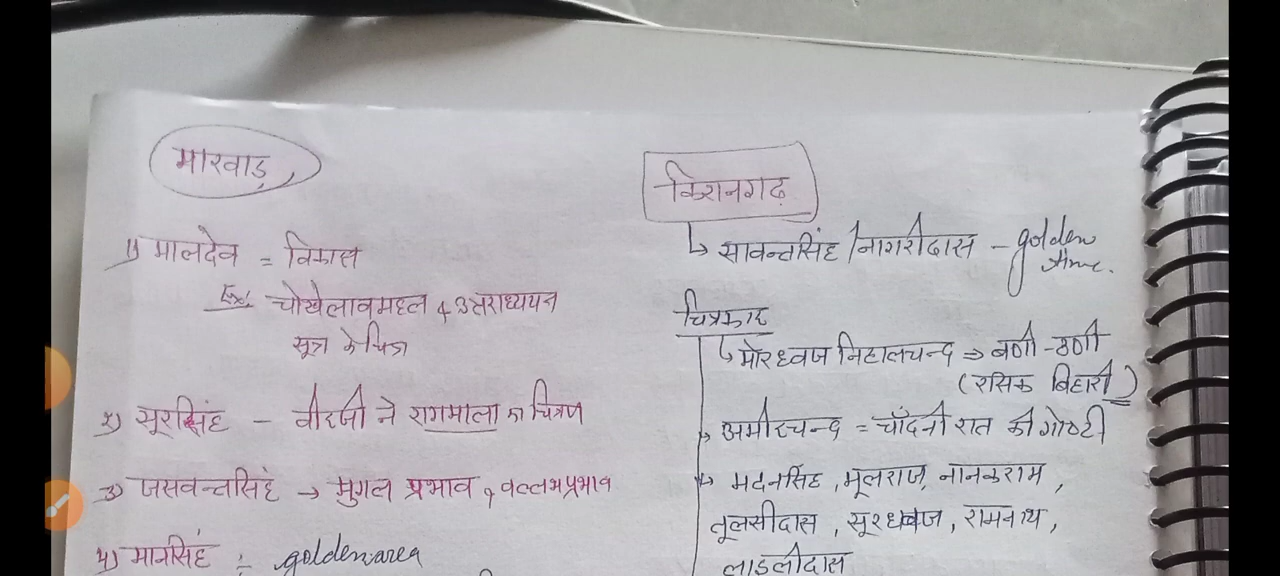 मारवाड़
1) मालदेव = विकास
Ex: चोखेलावमहल & उत्तराध्ययन
सूत्र के चित्र
2) सूरसिंह – वीरजी ने रागमाला का चित्रण
3) जसवन्तसिंह → मुगल प्रभाव & वल्लभप्रभाव
4) मानसिंह : golden area
किशनगढ़
↳ सावन्तसिंह / नागरीदास – golden
time.
चित्रकार
↳ मोरध्वज निहालचन्द ⇒ बणी-ठणी
(रसिक बिहारी)
↳ अमीरचन्द = चाँदनी रात की गोष्ठी
↳ मदनसिंह, मूलराज, नानकराम,
तूलसीदास, सूरध्वज, रामनाथ,
लाडलीदास